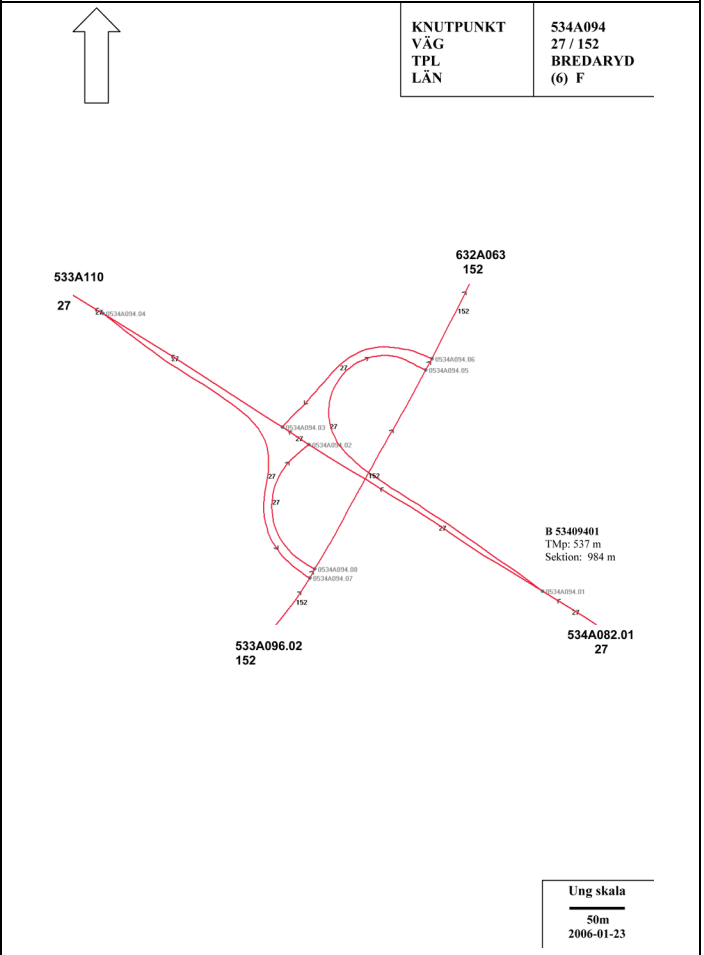 KNUTPUNKT 534A094
VÄG 27 / 152
TPL BREDARYD
LÄN (6) F
632A063
152
533A110
27
152
27
0534A094.04
27
0534A094.06
27
0534A094.05
0534A094.03
27
27
0534A094.02
27
152
27
27
B 53409401
TMp: 537 m
Sektion: 984 m
0534A094.08
0534A094.07
0534A094.01
152
27
534A082.01
27
533A096.02
152
Ung skala
50m
2006-01-23